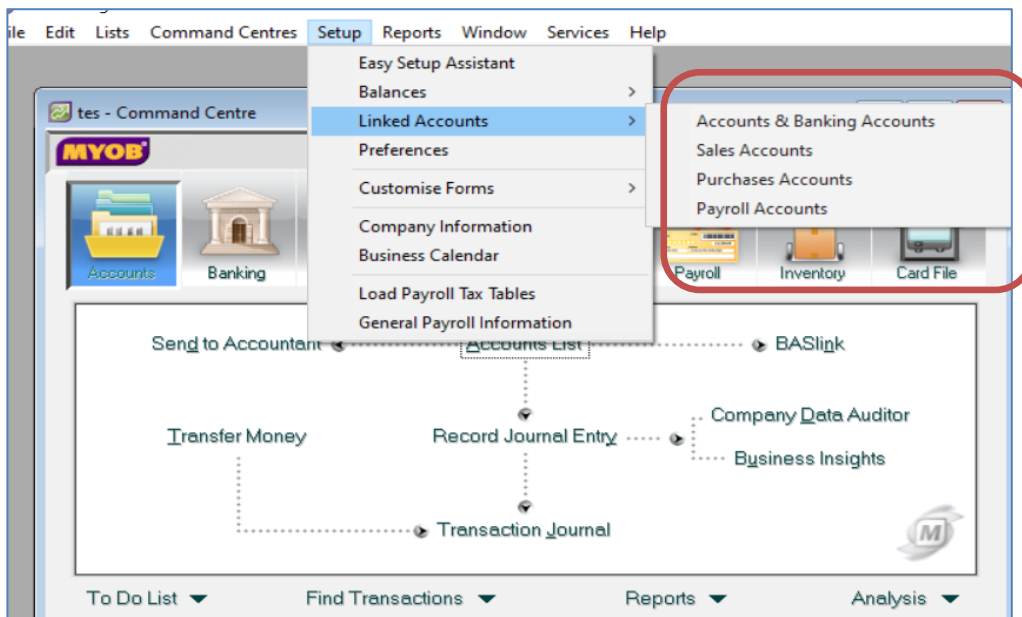 Edit Lists Command Centres Setup Reports Window Services Help
Easy Setup Assistant
Balances
Linked Accounts
Preferences
Customise Forms
Company Information
Business Calendar
Load Payroll Tax Tables
General Payroll Information
Accounts & Banking Accounts
Sales Accounts
Purchases Accounts
Payroll Accounts
tes - Command Centre
MYOB
Accounts Banking Payroll Inventory Card File
Send to Accountant Accounts List BASlink
Transfer Money Record Journal Entry Company Data Auditor
Business Insights
Transaction Journal
M
To Do List Find Transactions Reports Analysis